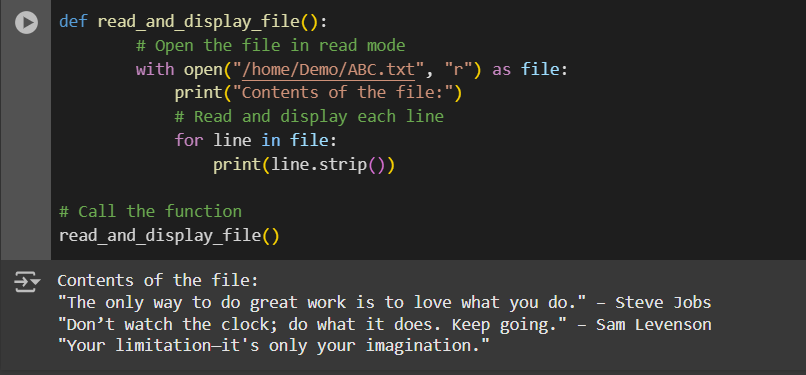 def read_and_display_file():
# Open the file in read mode
with open("/home/Demo/ABC.txt", "r") as file:
print("Contents of the file:")
# Read and display each line
for line in file:
print(line.strip())
# Call the function
read_and_display_file()
Contents of the file:
"The only way to do great work is to love what you do." – Steve Jobs
"Don’t watch the clock; do what it does. Keep going." – Sam Levenson
"Your limitation—it's only your imagination."